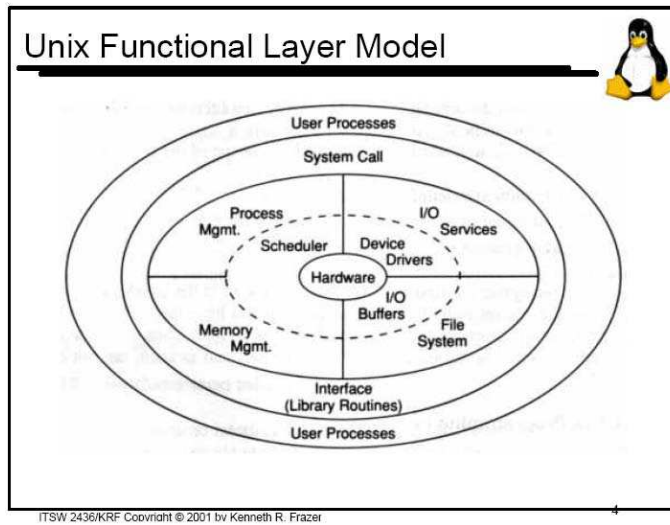 Unix Functional Layer Model
User Processes
System Call
Process
Mgmt.
I/O
Services
Scheduler
Device
Drivers
Hardware
I/O
Buffers
Memory
Mgmt.
File
System
Interface
(Library Routines)
User Processes
ITSW 2436/KRF Copyright © 2001 by Kenneth R. Frazer
4